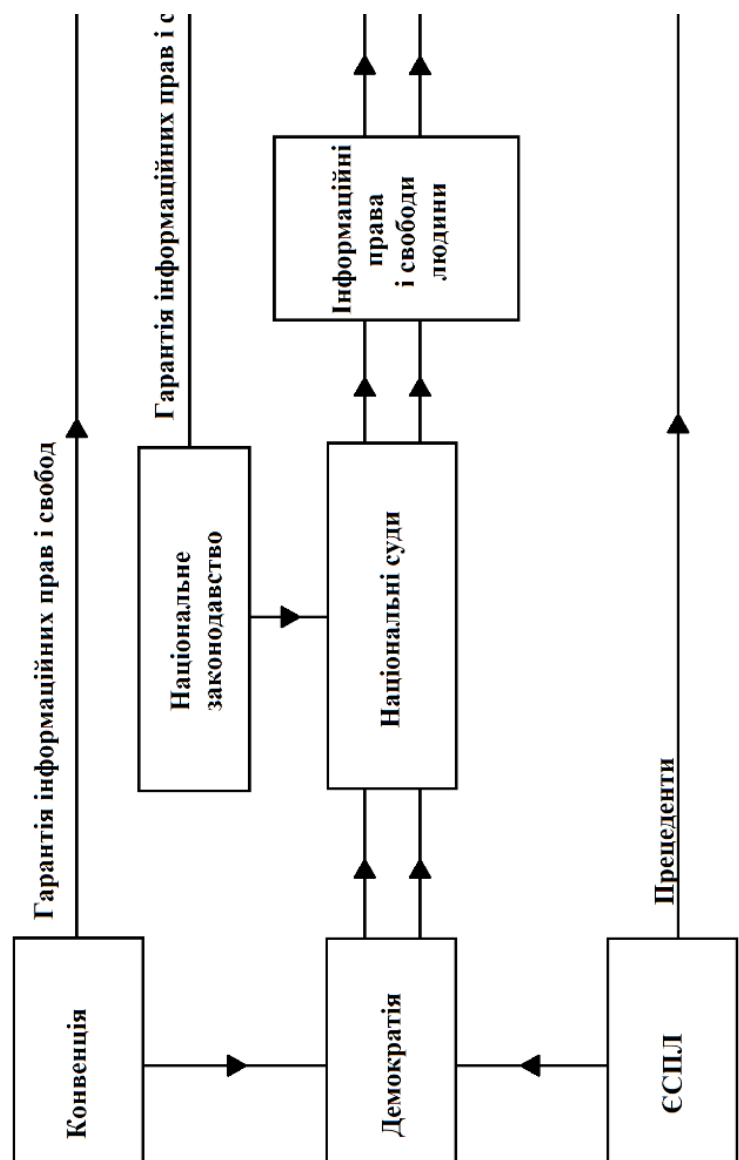 Гарантія інформаційних прав і свобод
Гарантія інформаційних прав і с
Конвенція
Національне
законодавство
Інформаційні
права
і свободи
людини
Національні суди
Демократія
Прецеденти
ЄСПЛ